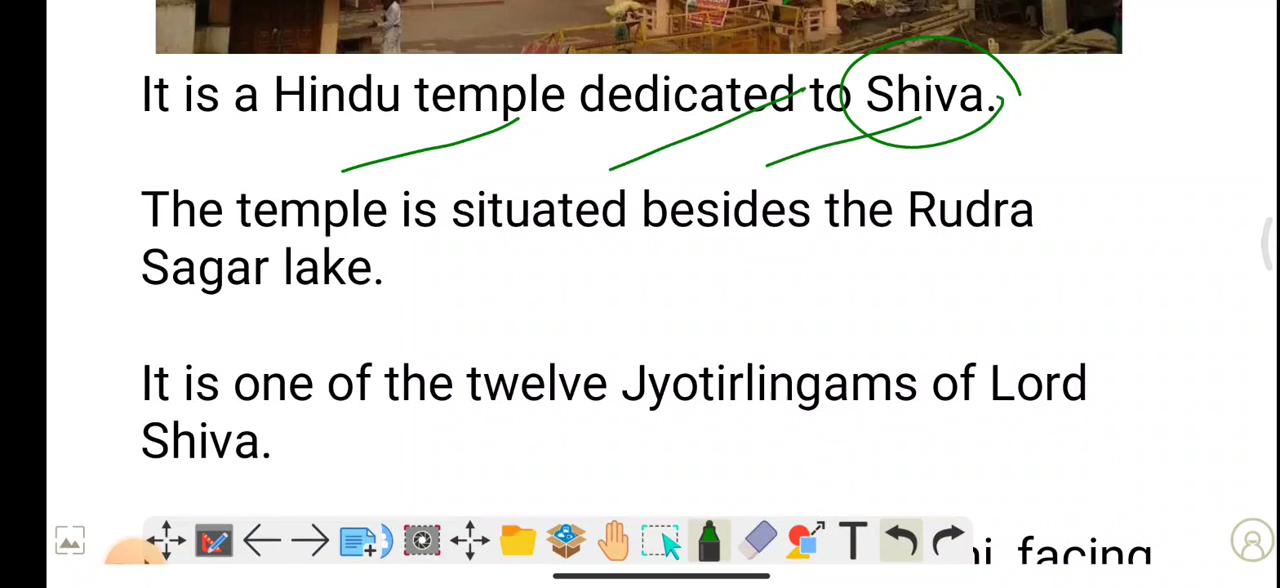 It is a Hindu temple dedicated to Shiva.
The temple is situated besides the Rudra
Sagar lake.
It is one of the twelve Jyotirlingams of Lord
Shiva.
facing
T